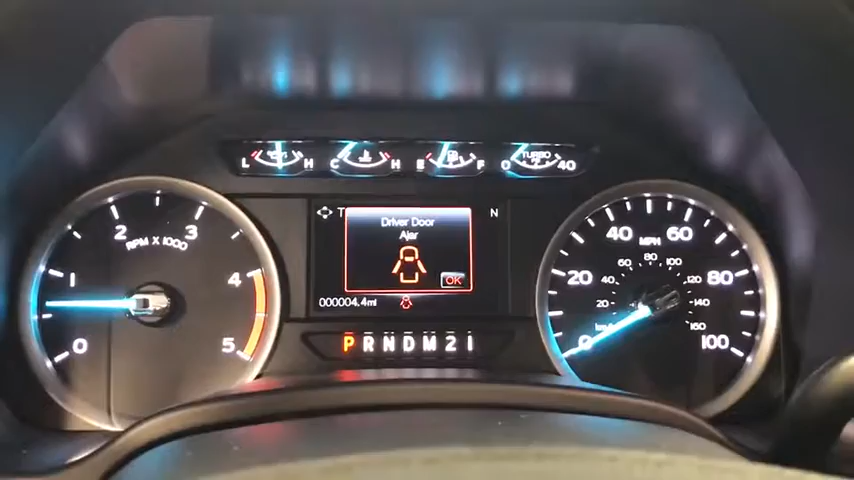 L H C H E F 0 TURBO 40
T N
Driver Door
Ajar
OK
000004.4mi
P R N D M 2 1
0 1 2 3 4 5
RPM X 1000
0 20 40 60 80 100
MPH
20 40 60 80 100 120 140 160